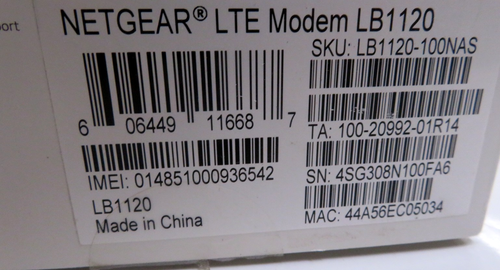 port
NETGEAR® LTE Modem LB1120
SKU: LB1120-100NAS
6 06449 11668 7
TA: 100-20992-01R14
IMEI: 014851000936542
SN: 4SG308N100FA6
LB1120
MAC: 44A56EC05034
Made in China